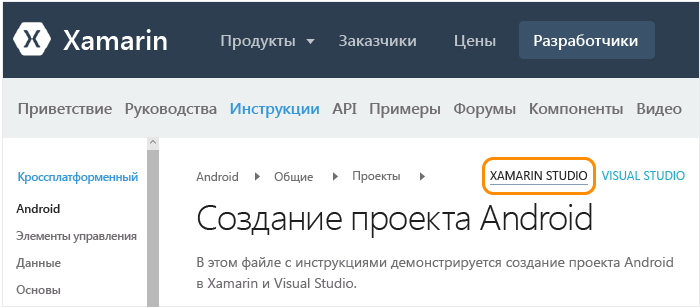 Xamarin Продукты Заказчики Цены Разработчики
Приветствие Руководства Инструкции API Примеры Форумы Компоненты Видео
Кроссплатформенный
Android
Элементы управления
Данные
Основы
Android Общие Проекты XAMARIN STUDIO VISUAL STUDIO
Создание проекта Android
В этом файле с инструкциями демонстрируется создание проекта Android
в Xamarin и Visual Studio.